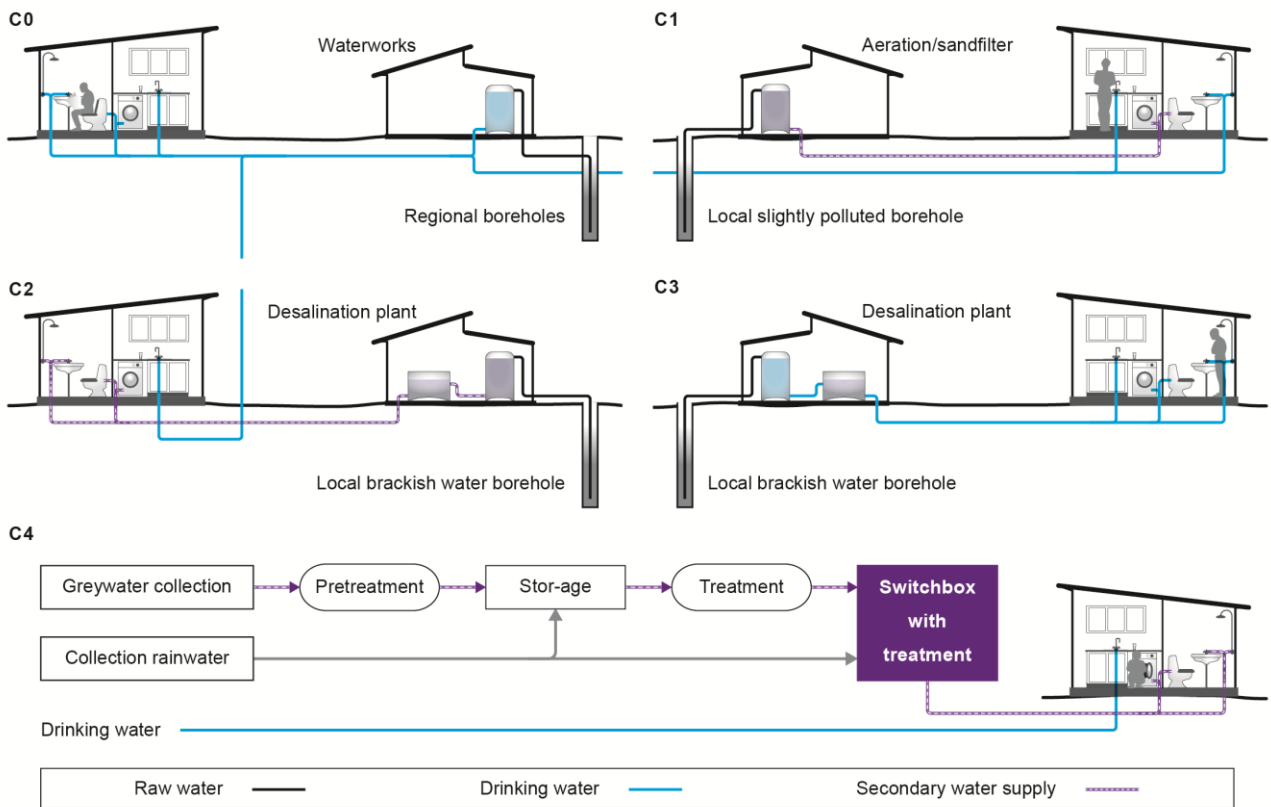 C0
Waterworks
Regional boreholes
C1
Aeration/sandfilter
Local slightly polluted borehole
C2
Desalination plant
Local brackish water borehole
C3
Desalination plant
Local brackish water borehole
C4
Greywater collection
Pretreatment
Stor-age
Treatment
Switchbox
with
treatment
Collection rainwater
Drinking water
Raw water
Drinking water
Secondary water supply